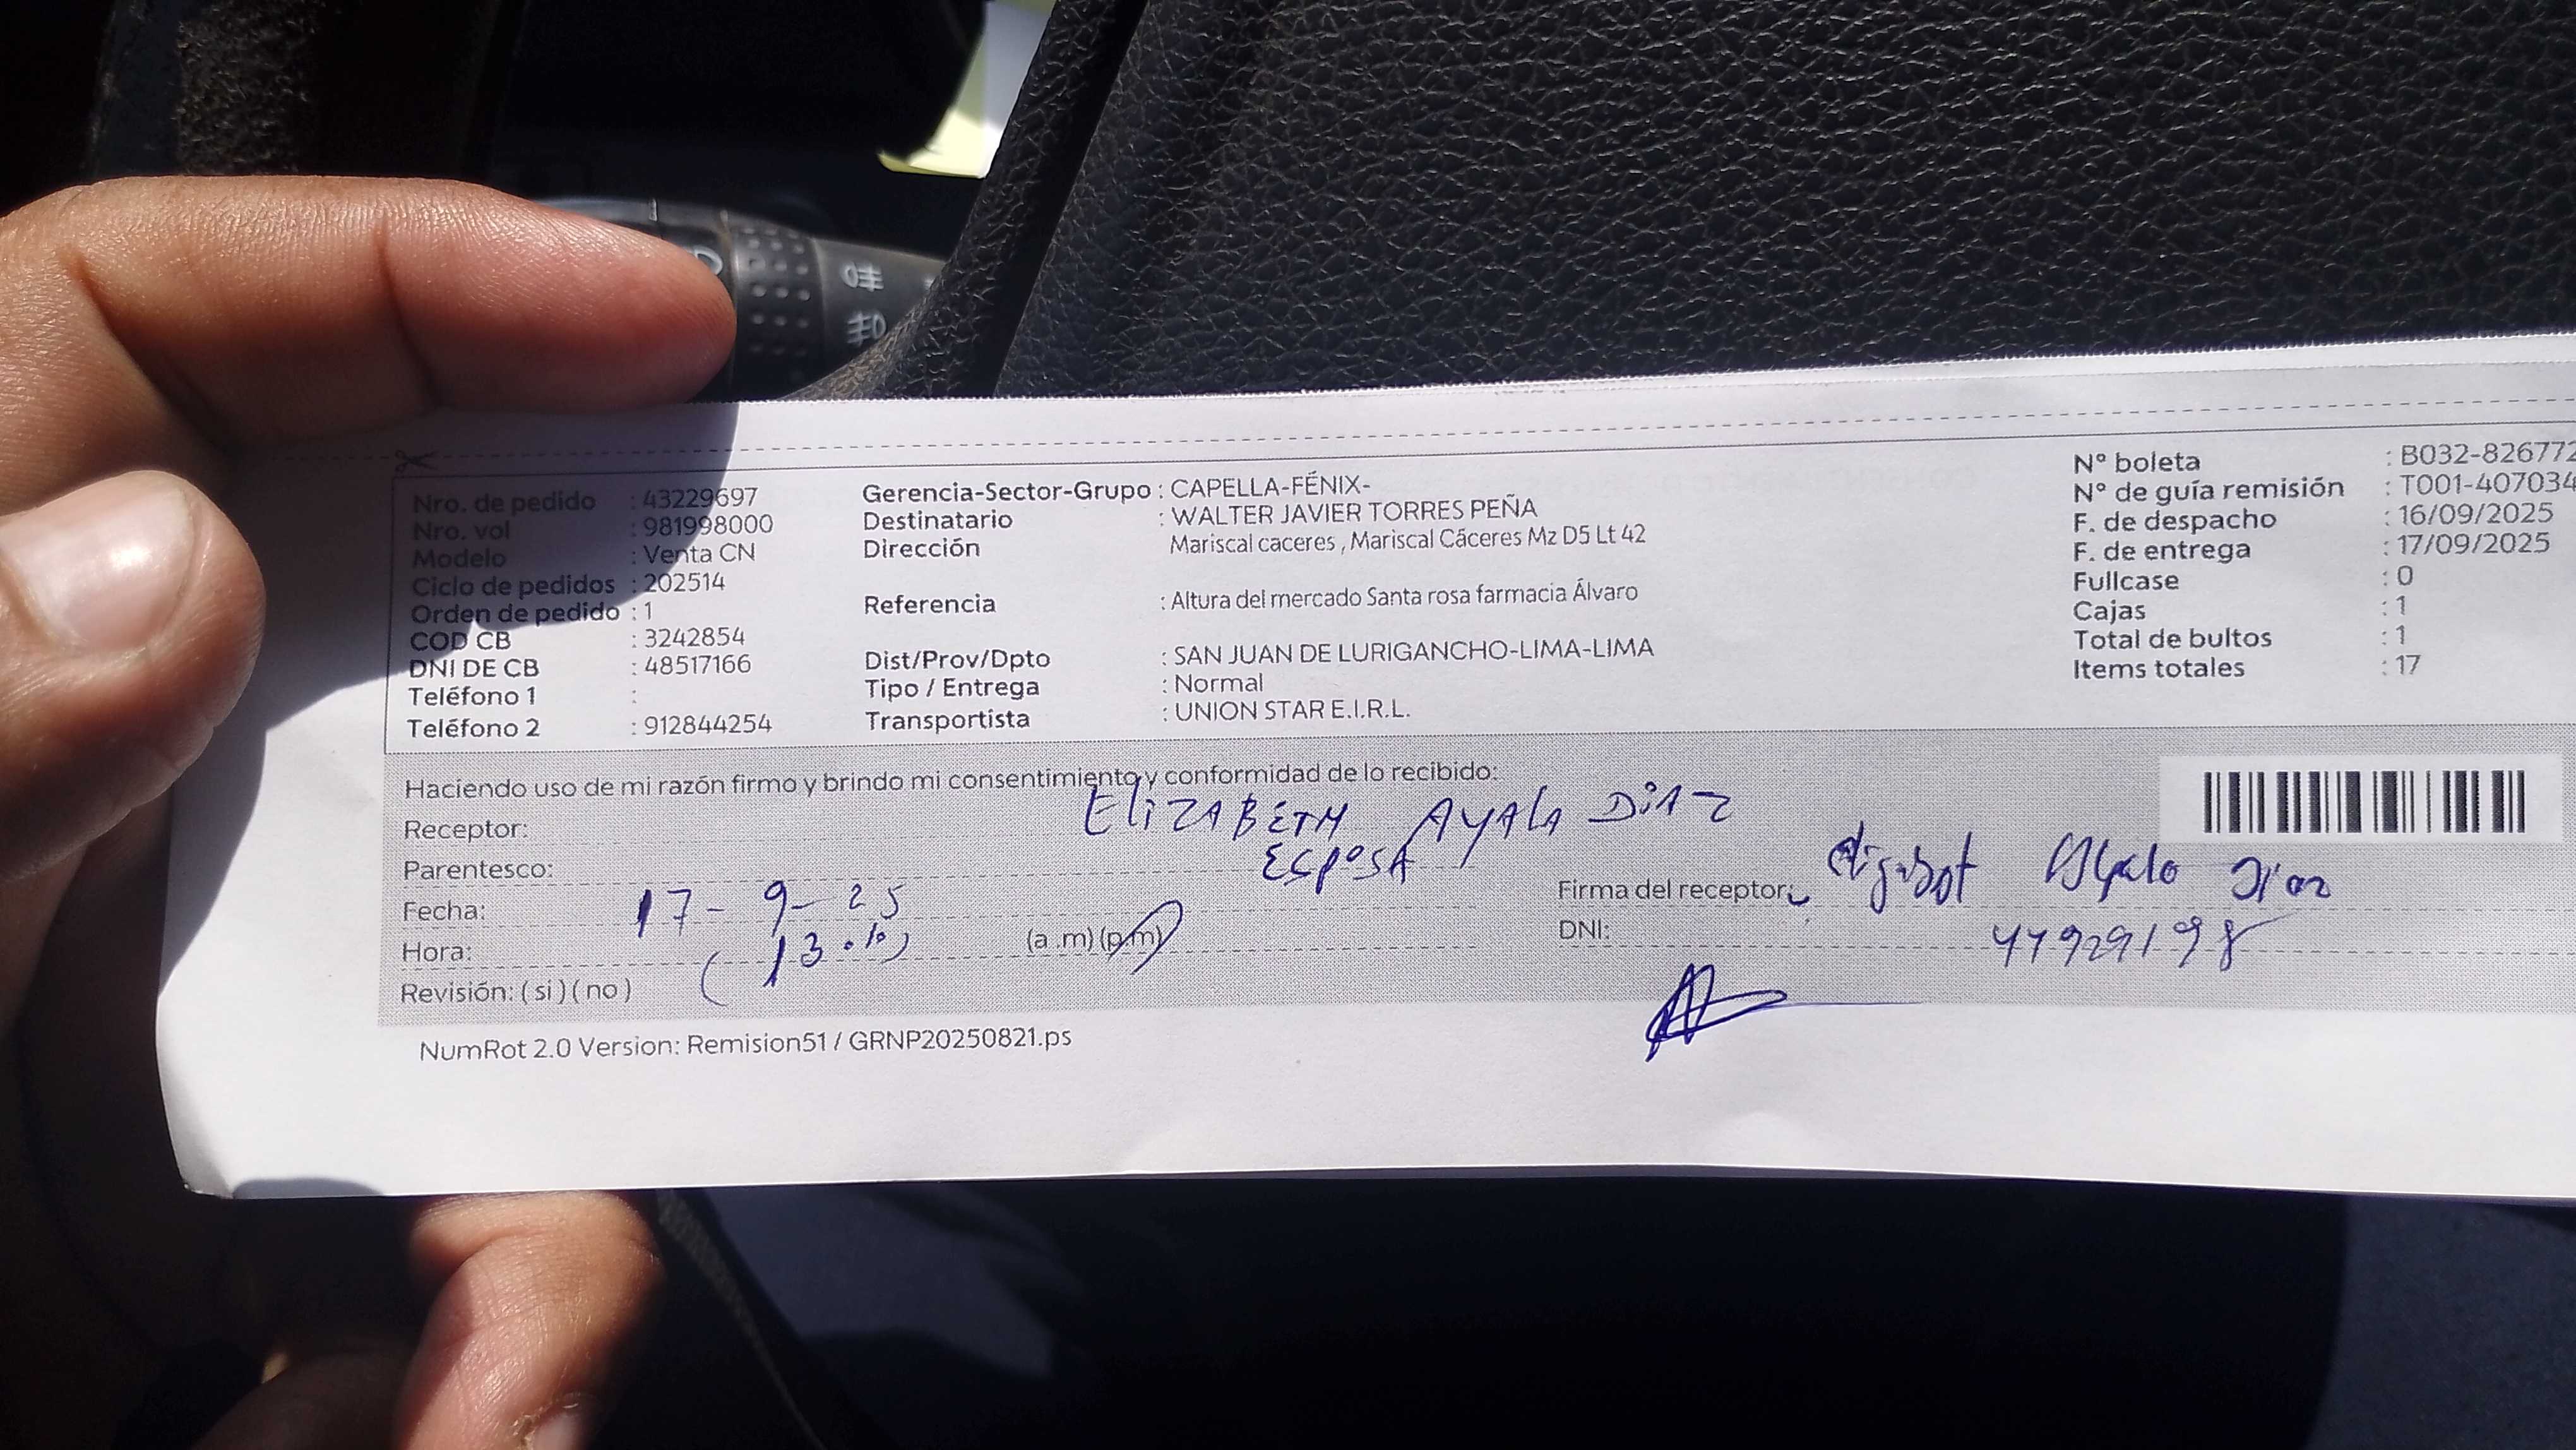 Nro. de pedido : 43229697
Nro. vol : 981998000
Modelo : Venta CN
Ciclo de pedidos : 202514
Orden de pedido : 1
COD CB : 3242854
DNI DE CB : 48517166
Teléfono 1 :
Teléfono 2 : 912844254
Gerencia-Sector-Grupo : CAPELLA-FÉNIX-
Destinatario : WALTER JAVIER TORRES PEÑA
Dirección Mariscal caceres , Mariscal Cáceres Mz D5 Lt 42
Referencia : Altura del mercado Santa rosa farmacia Álvaro
Dist/Prov/Dpto : SAN JUAN DE LURIGANCHO-LIMA-LIMA
Tipo / Entrega : Normal
Transportista : UNION STAR E.I.R.L.
N° boleta : B032-826772
N° de guía remisión : T001-407034
F. de despacho : 16/09/2025
F. de entrega : 17/09/2025
Fullcase : 0
Cajas : 1
Total de bultos : 1
Items totales : 17
Haciendo uso de mi razón firmo y brindo mi consentimiento y conformidad de lo recibido:
Receptor: ELIZABETH AYALA DIAZ
Parentesco: ESPOSA
Fecha: 17-9-25
Hora: (a .m) (p.m)
Revisión: ( si ) ( no )
Firma del receptor:
DNI:
NumRot 2.0 Version: Remision51 / GRNP20250821.ps